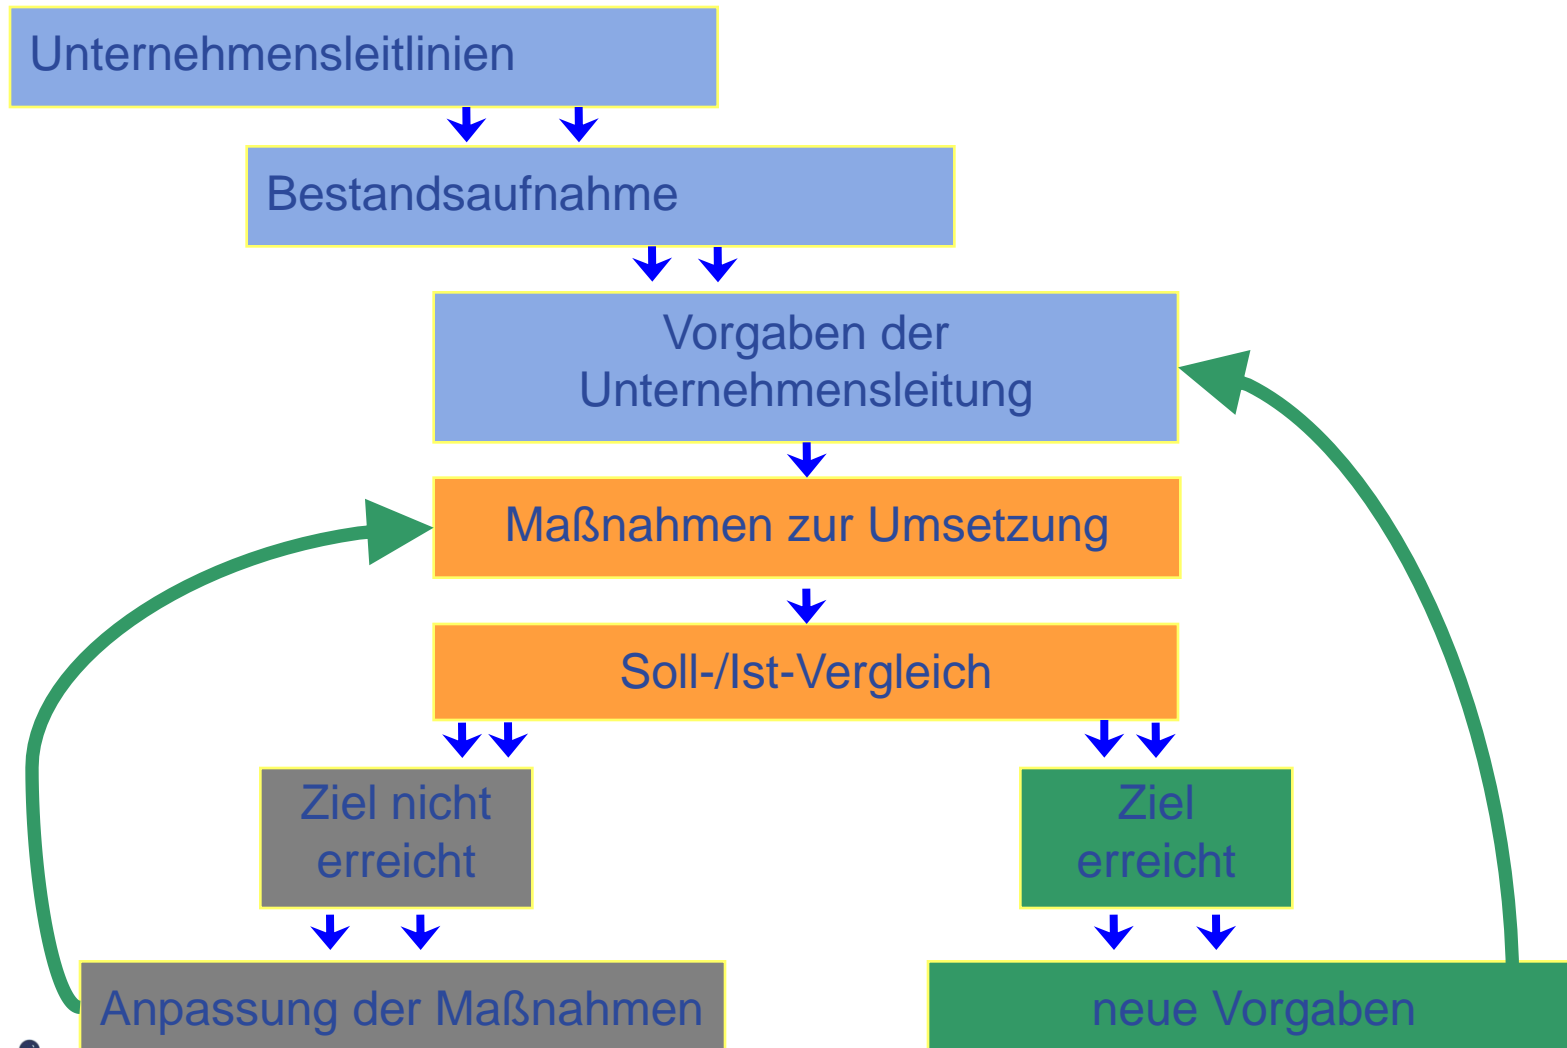 Unternehmensleitlinien
Bestandsaufnahme
Vorgaben der
Unternehmensleitung
Maßnahmen zur Umsetzung
Soll-/Ist-Vergleich
Ziel nicht
erreicht
Ziel
erreicht
Anpassung der Maßnahmen
neue Vorgaben